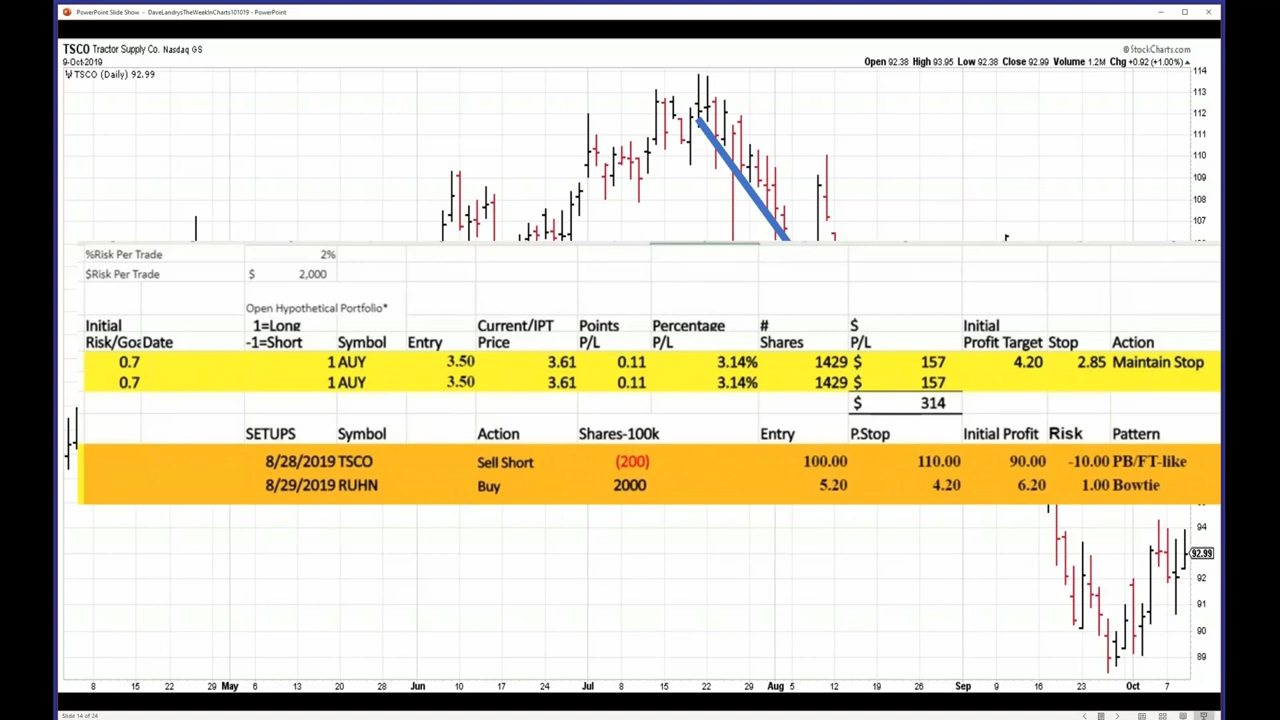 PowerPoint Slide Show - DaveLandrysTheWeekInCharts101019 - PowerPoint
TSCO Tractor Supply Co. Nasdaq GS
©StockCharts.com
9-Oct-2019
Open 92.38 High 93.95 Low 92.38 Close 92.99 Volume 1.2M Chg +0.92 (+1.00%)
TSCO (Daily) 92.99
114
113
112
111
110
109
108
107
%Risk Per Trade 2%
$Risk Per Trade $ 2,000
Open Hypothetical Portfolio*
Initial 1=Long Current/IPT Points Percentage # $ Initial
Risk/Goa Date -1=Short Symbol Entry Price P/L P/L Shares P/L Profit Target Stop Action
0.7 1 AUY 3.50 3.61 0.11 3.14% 1429 $ 157 4.20 2.85 Maintain Stop
0.7 1 AUY 3.50 3.61 0.11 3.14% 1429 $ 157
$ 314
SETUPS Symbol Action Shares-100k Entry P.Stop Initial Profit Risk Pattern
8/28/2019 TSCO Sell Short (200) 100.00 110.00 90.00 -10.00 PB/FT-like
8/29/2019 RUHN Buy 2000 5.20 4.20 6.20 1.00 Bowtie
94
92.99
92
91
90
89
8 15 22 29 May 6 13 20 28 Jun 10 17 24 Jul 8 15 22 29 Aug 5 12 19 26 Sep 9 16 23 Oct 7
Slide 14 of 24